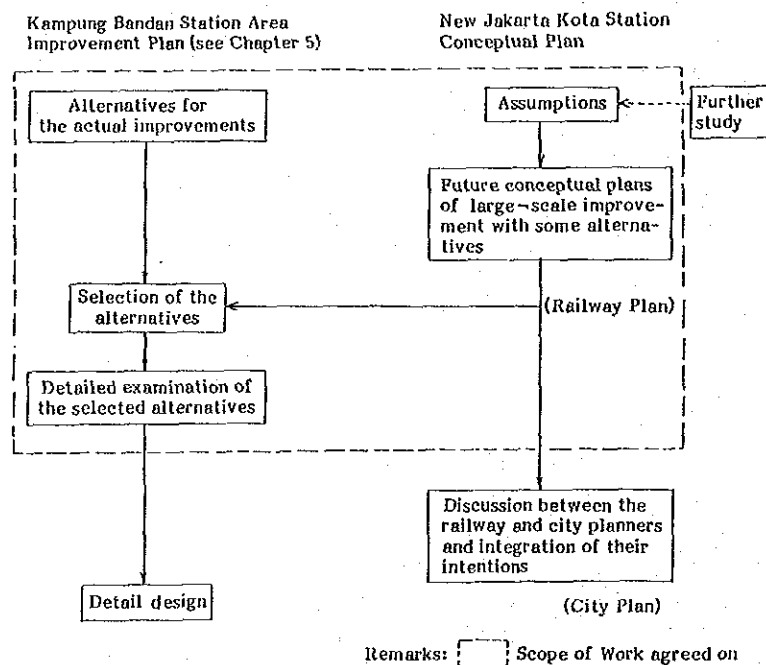 Kampung Bandan Station Area
Improvement Plan (see Chapter 5)
New Jakarta Kota Station
Conceptual Plan
Alternatives for
the actual improvements
Assumptions
Further
study
Future conceptual plans
of large-scale improve-
ment with some alterna-
tives
Selection of the
alternatives
(Railway Plan)
Detailed examination of
the selected alternatives
Discussion between the
railway and city planners
and integration of their
intentions
Detail design
(City Plan)
Remarks: Scope of Work agreed on